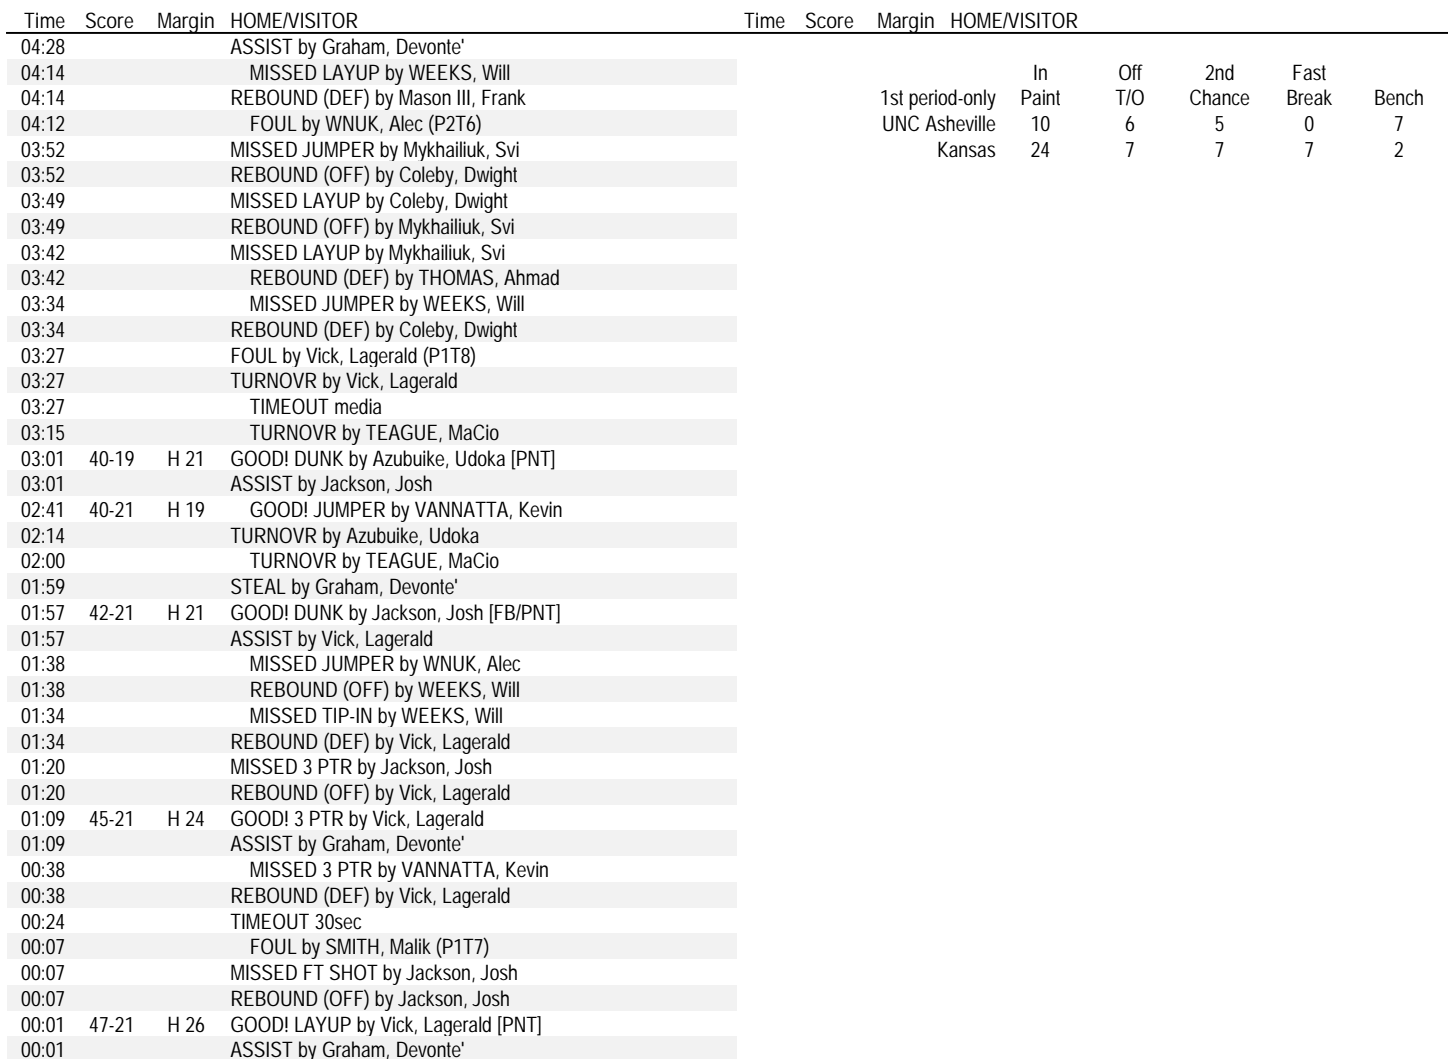 Time Score Margin HOME/VISITOR
04:28 ASSIST by Graham, Devonte'
04:14 MISSED LAYUP by WEEKS, Will
04:14 REBOUND (DEF) by Mason III, Frank
04:12 FOUL by WNUK, Alec (P2T6)
03:52 MISSED JUMPER by Mykhailiuk, Svi
03:52 REBOUND (OFF) by Coleby, Dwight
03:49 MISSED LAYUP by Coleby, Dwight
03:49 REBOUND (OFF) by Mykhailiuk, Svi
03:42 MISSED LAYUP by Mykhailiuk, Svi
03:42 REBOUND (DEF) by THOMAS, Ahmad
03:34 MISSED JUMPER by WEEKS, Will
03:34 REBOUND (DEF) by Coleby, Dwight
03:27 FOUL by Vick, Lagerald (P1T8)
03:27 TURNOVR by Vick, Lagerald
03:27 TIMEOUT media
03:15 TURNOVR by TEAGUE, MaCio
03:01 40-19 H 21 GOOD! DUNK by Azubuike, Udoka [PNT]
03:01 ASSIST by Jackson, Josh
02:41 40-21 H 19 GOOD! JUMPER by VANNATTA, Kevin
02:14 TURNOVR by Azubuike, Udoka
02:00 TURNOVR by TEAGUE, MaCio
01:59 STEAL by Graham, Devonte'
01:57 42-21 H 21 GOOD! DUNK by Jackson, Josh [FB/PNT]
01:57 ASSIST by Vick, Lagerald
01:38 MISSED JUMPER by WNUK, Alec
01:38 REBOUND (OFF) by WEEKS, Will
01:34 MISSED TIP-IN by WEEKS, Will
01:34 REBOUND (DEF) by Vick, Lagerald
01:20 MISSED 3 PTR by Jackson, Josh
01:20 REBOUND (OFF) by Vick, Lagerald
01:09 45-21 H 24 GOOD! 3 PTR by Vick, Lagerald
01:09 ASSIST by Graham, Devonte'
00:38 MISSED 3 PTR by VANNATTA, Kevin
00:38 REBOUND (DEF) by Vick, Lagerald
00:24 TIMEOUT 30sec
00:07 FOUL by SMITH, Malik (P1T7)
00:07 MISSED FT SHOT by Jackson, Josh
00:07 REBOUND (OFF) by Jackson, Josh
00:01 47-21 H 26 GOOD! LAYUP by Vick, Lagerald [PNT]
00:01 ASSIST by Graham, Devonte'
Time Score Margin HOME/VISITOR
In Off 2nd Fast
1st period-only Paint T/O Chance Break Bench
UNC Asheville 10 6 5 0 7
Kansas 24 7 7 7 2